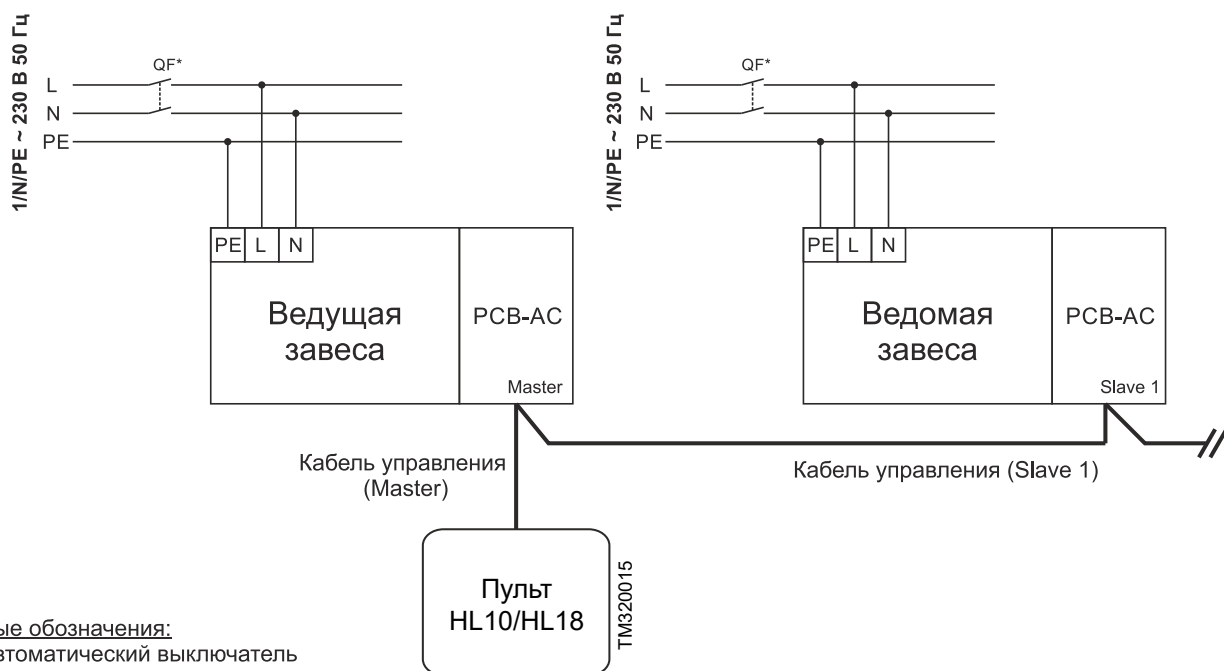 1/N/PE ~ 230 В 50 Гц
QF*
L
N
PE
PE L N
Ведущая
завеса
PCB-AC
Master
1/N/PE ~ 230 В 50 Гц
QF*
L
N
PE
PE L N
Ведомая
завеса
PCB-AC
Slave 1
Кабель управления
(Master)
Кабель управления (Slave 1)
Пульт
HL10/HL18
TM320015
обозначения:
выключатель